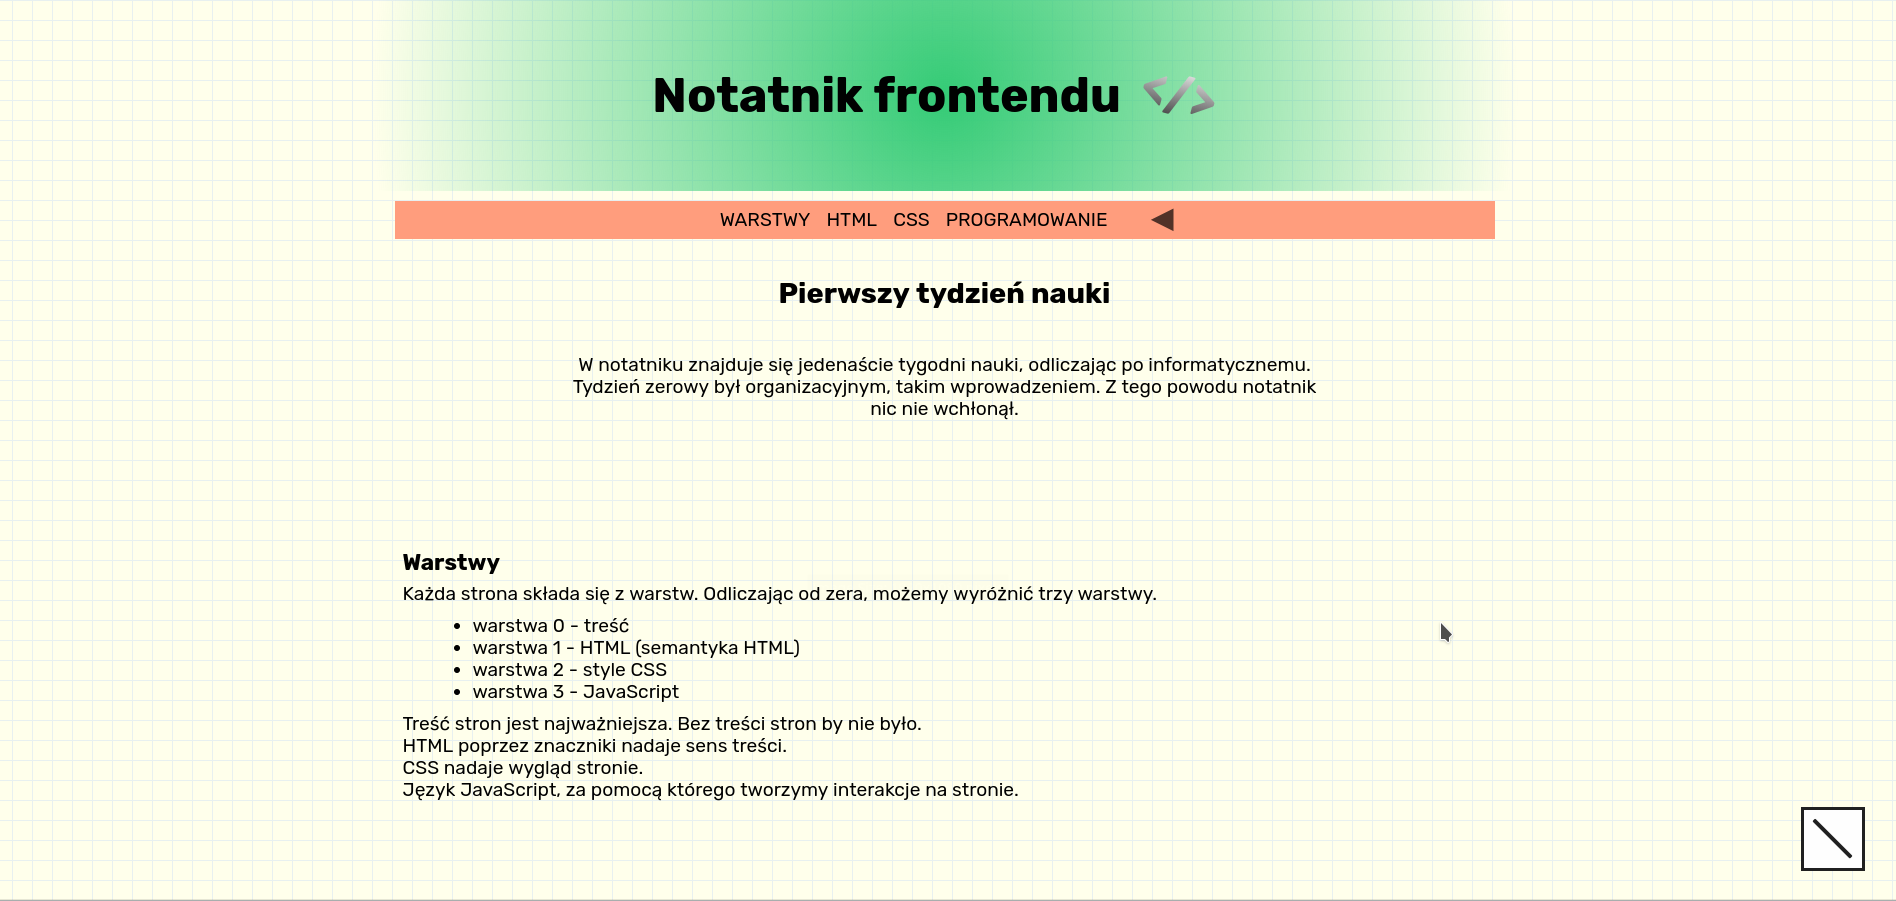 Notatnik frontendu </>
WARSTWY HTML CSS PROGRAMOWANIE
Pierwszy tydzień nauki
W notatniku znajduje się jedenaście tygodni nauki, odliczając po informatycznemu.
Tydzień zerowy był organizacyjnym, takim wprowadzeniem. Z tego powodu notatnik
nic nie wchłonął.
Warstwy
Każda strona składa się z warstw. Odliczając od zera, możemy wyróżnić trzy warstwy.
• warstwa 0 - treść
• warstwa 1 - HTML (semantyka HTML)
• warstwa 2 - style CSS
• warstwa 3 - JavaScript
Treść stron jest najważniejsza. Bez treści stron by nie było.
HTML poprzez znaczniki nadaje sens treści.
CSS nadaje wygląd stronie.
Język JavaScript, za pomocą którego tworzymy interakcje na stronie.